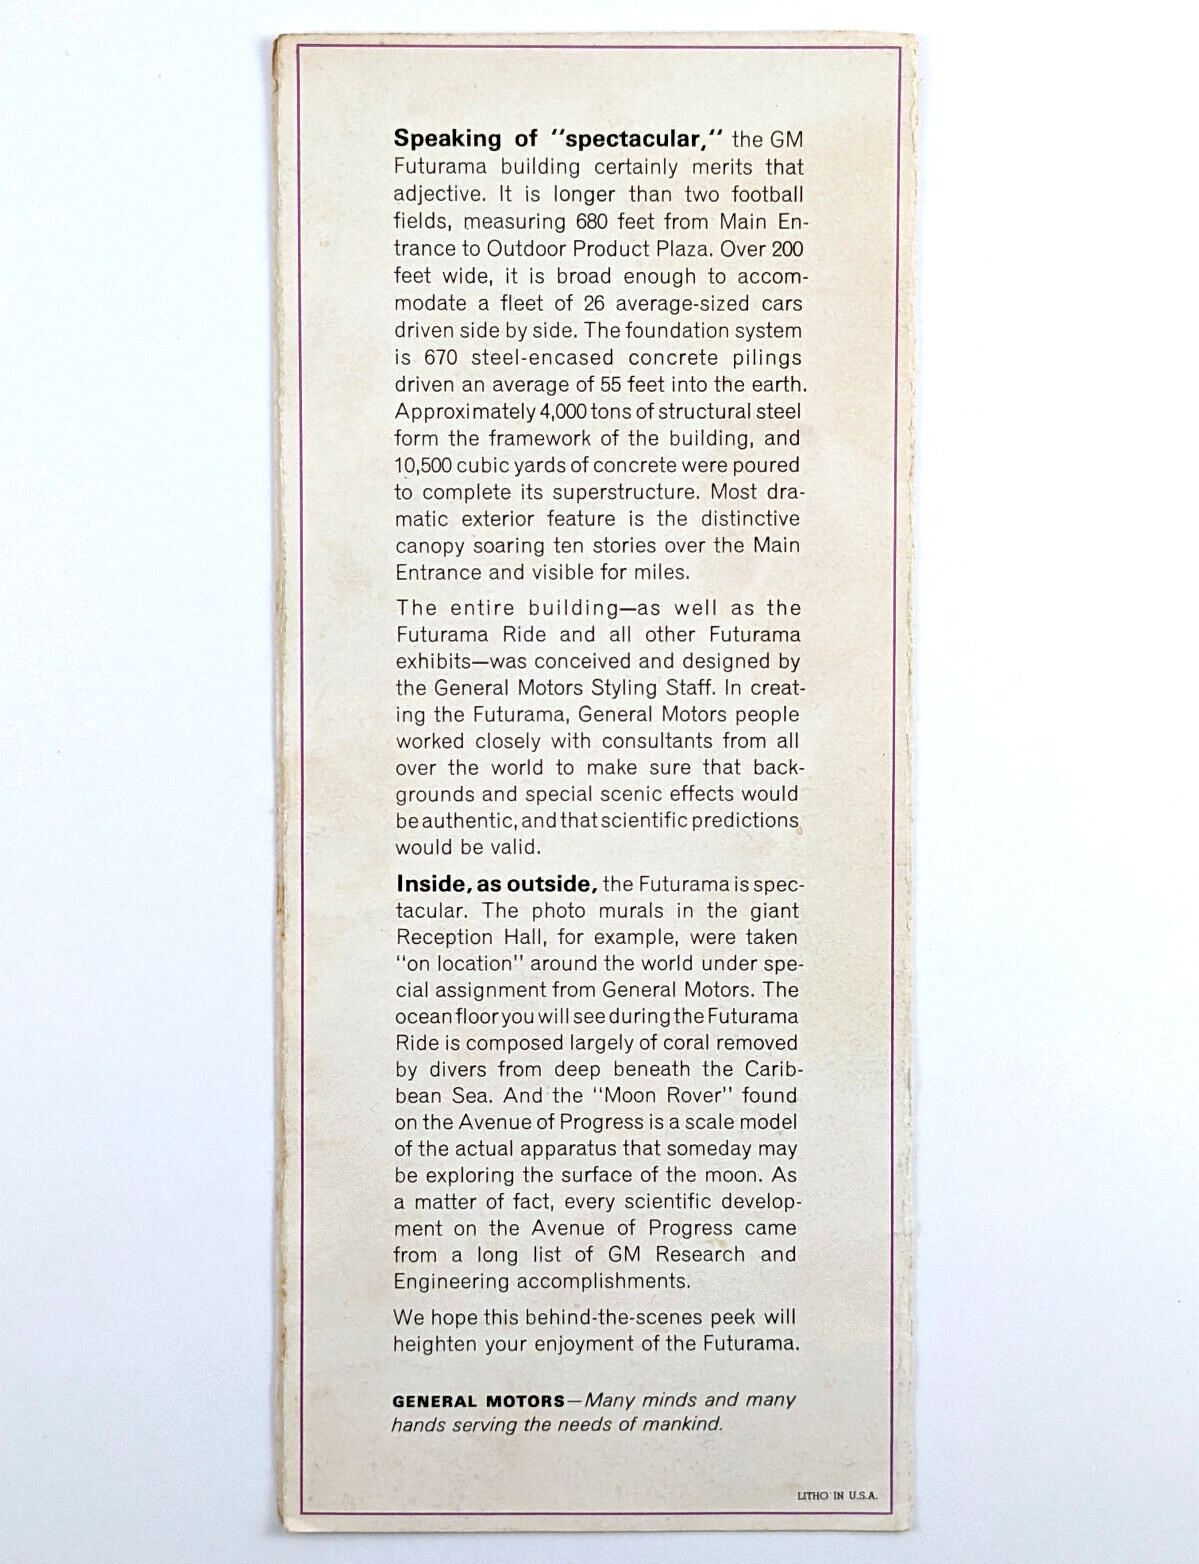 Speaking of "spectacular," the GM
Futurama building certainly merits that
adjective. It is longer than two football
fields, measuring 680 feet from Main En-
trance to Outdoor Product Plaza. Over 200
feet wide, it is broad enough to accom-
modate a fleet of 26 average-sized cars
driven side by side. The foundation system
is 670 steel-encased concrete pilings
driven an average of 55 feet into the earth.
Approximately 4,000 tons of structural steel
form the framework of the building, and
10,500 cubic yards of concrete were poured
to complete its superstructure. Most dra-
matic exterior feature is the distinctive
canopy soaring ten stories over the Main
Entrance and visible for miles.
The entire building—as well as the
Futurama Ride and all other Futurama
exhibits—was conceived and designed by
the General Motors Styling Staff. In creat-
ing the Futurama, General Motors people
worked closely with consultants from all
over the world to make sure that back-
grounds and special scenic effects would
be authentic, and that scientific predictions
would be valid.
Inside, as outside, the Futurama is spec-
tacular. The photo murals in the giant
Reception Hall, for example, were taken
"on location" around the world under spe-
cial assignment from General Motors. The
ocean floor you will see during the Futurama
Ride is composed largely of coral removed
by divers from deep beneath the Carib-
bean Sea. And the "Moon Rover" found
on the Avenue of Progress is a scale model
of the actual apparatus that someday may
be exploring the surface of the moon. As
a matter of fact, every scientific develop-
ment on the Avenue of Progress came
from a long list of GM Research and
Engineering accomplishments.
We hope this behind-the-scenes peek will
heighten your enjoyment of the Futurama.
GENERAL MOTORS—Many minds and many
hands serving the needs of mankind.
LITHO IN U.S.A.